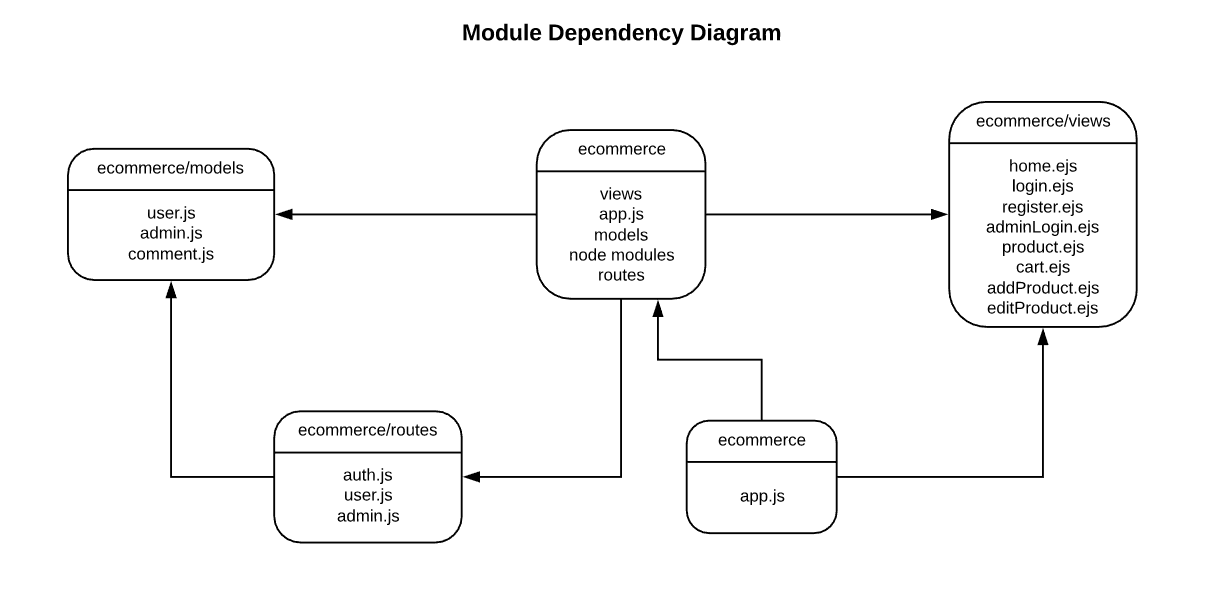 Module Dependency Diagram
ecommerce/models
user.js
admin.js
comment.js
ecommerce
views
app.js
models
node modules
routes
ecommerce/views
home.ejs
login.ejs
register.ejs
adminLogin.ejs
product.ejs
cart.ejs
addProduct.ejs
editProduct.ejs
ecommerce/routes
auth.js
user.js
admin.js
ecommerce
app.js